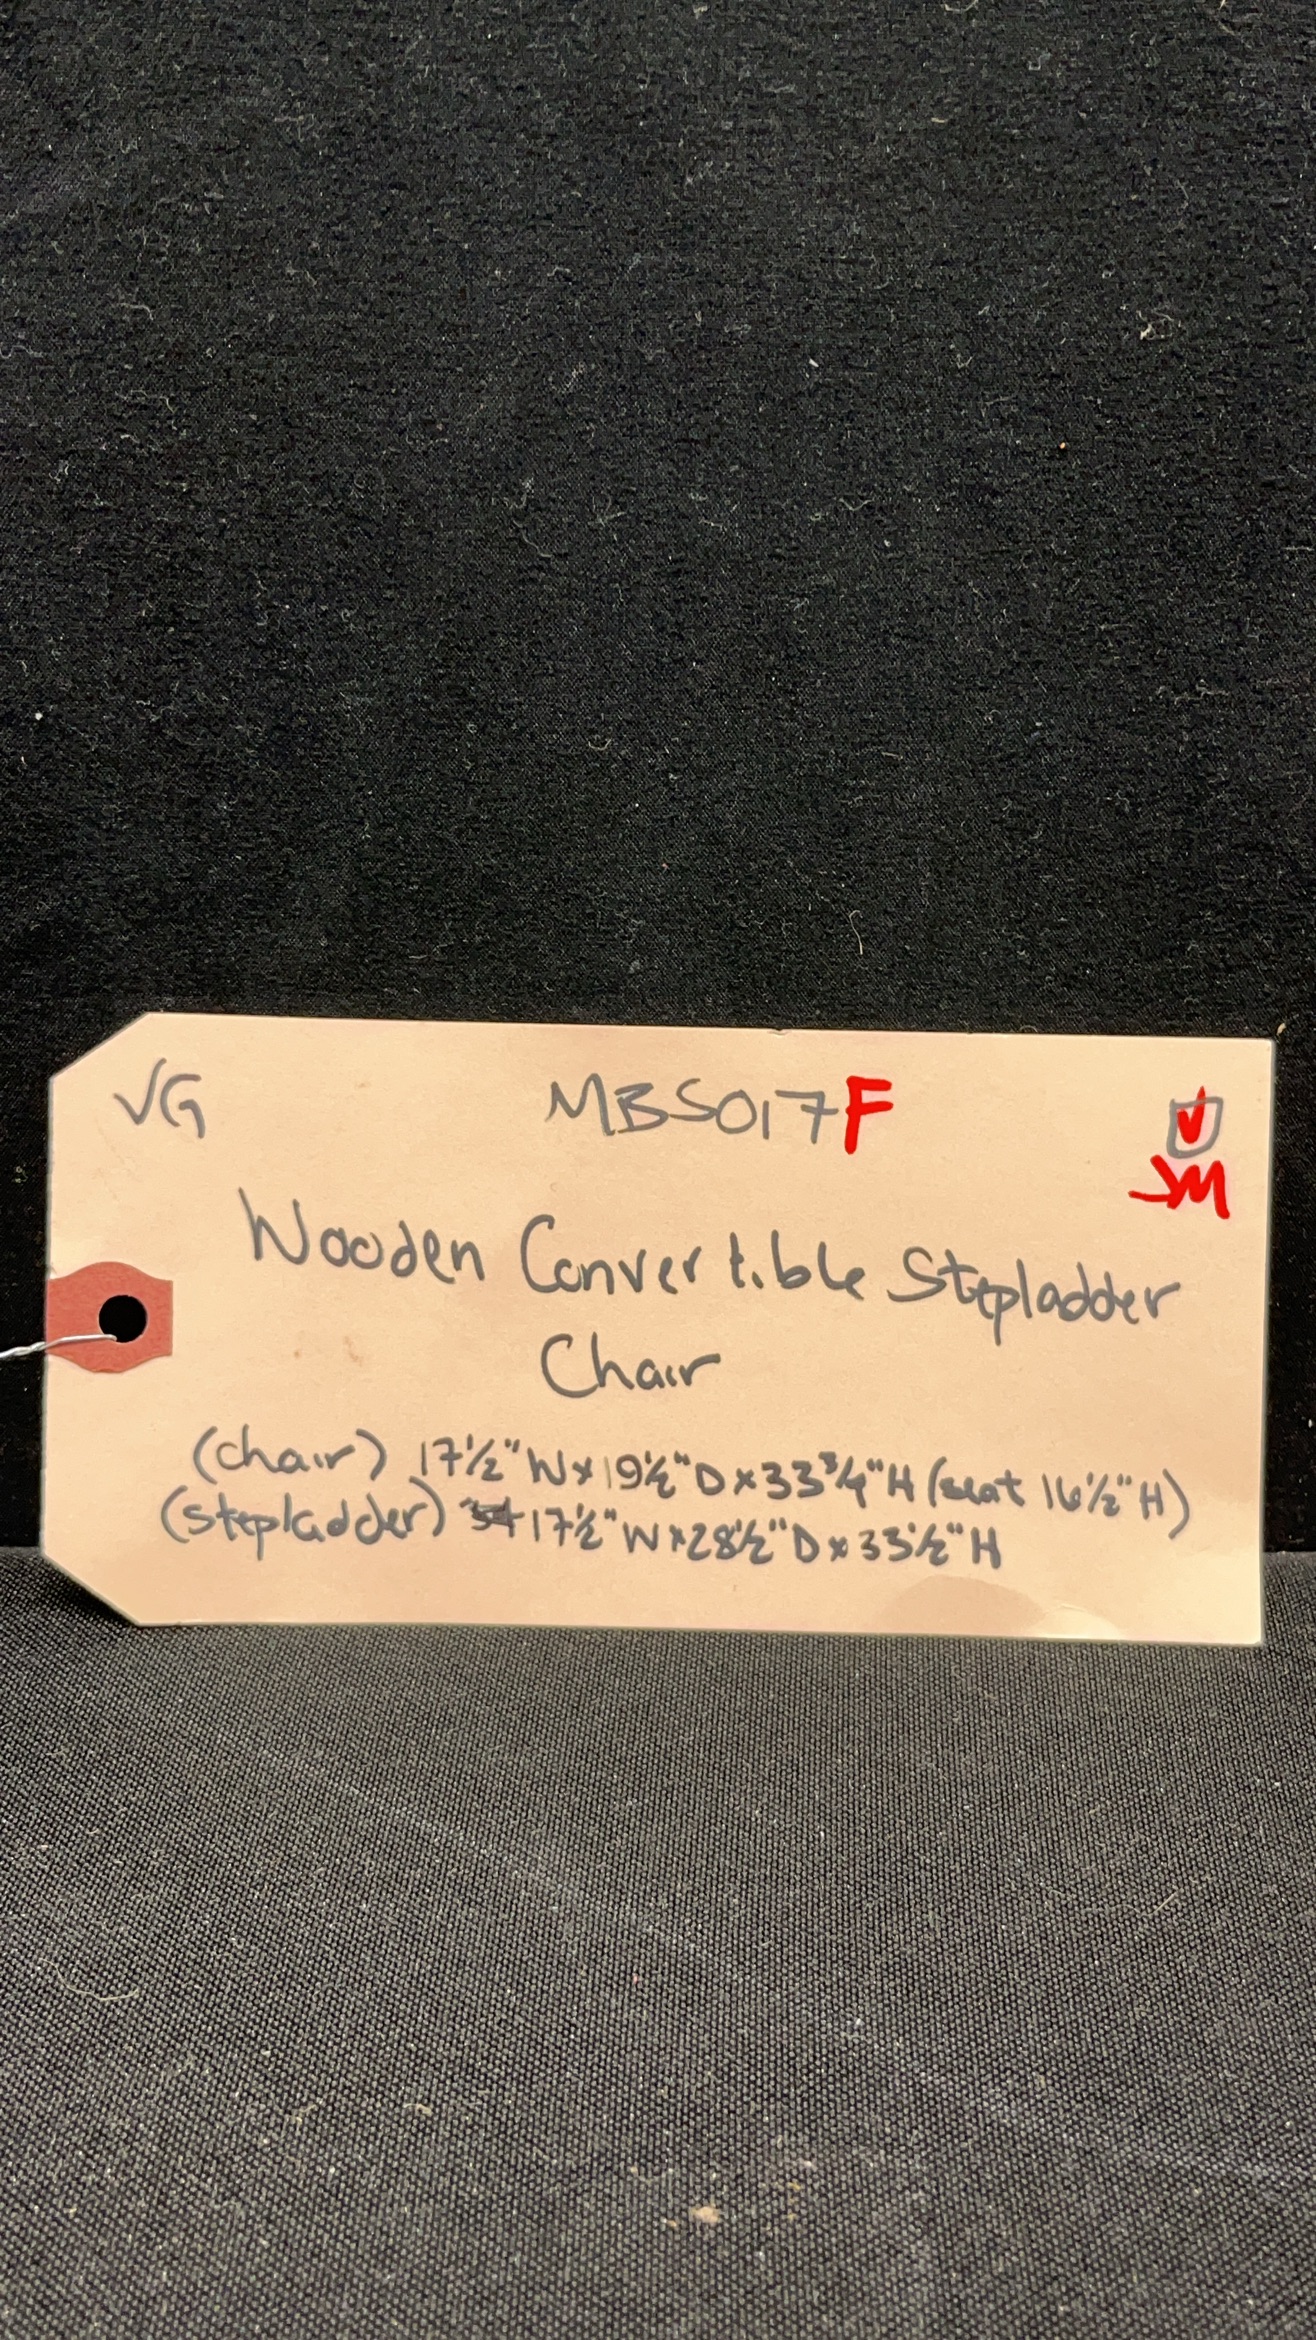 VG MBS017F
JM
Wooden Convertible Stepladder
Chair
(chair) 17½"W x 19½"D x 33¾"H (seat 16½"H)
(stepladder) 17½"W x 28½"D x 33½"H